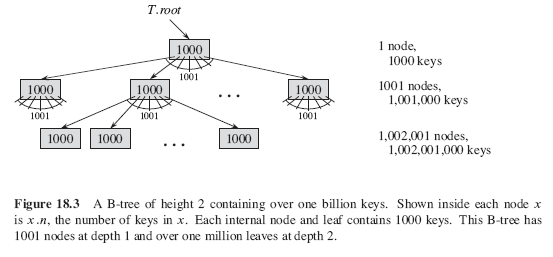 T.root
1000
1 node,
1000 keys
1001
1000 1000 . . . 1000
1001 nodes,
1,001,000 keys
1001 1001 1001
1000 1000 . . . 1000
1,002,001 nodes,
1,002,001,000 keys
Figure 18.3 A B-tree of height 2 containing over one billion keys. Shown inside each node x
is x.n, the number of keys in x. Each internal node and leaf contains 1000 keys. This B-tree has
1001 nodes at depth 1 and over one million leaves at depth 2.